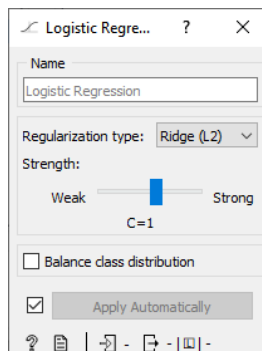 Logistic Regre... ? ×
Name
Logistic Regression
Regularization type: Ridge (L2)
Strength:
Weak Strong
C=1
Balance class distribution
Apply Automatically
? - - | | -